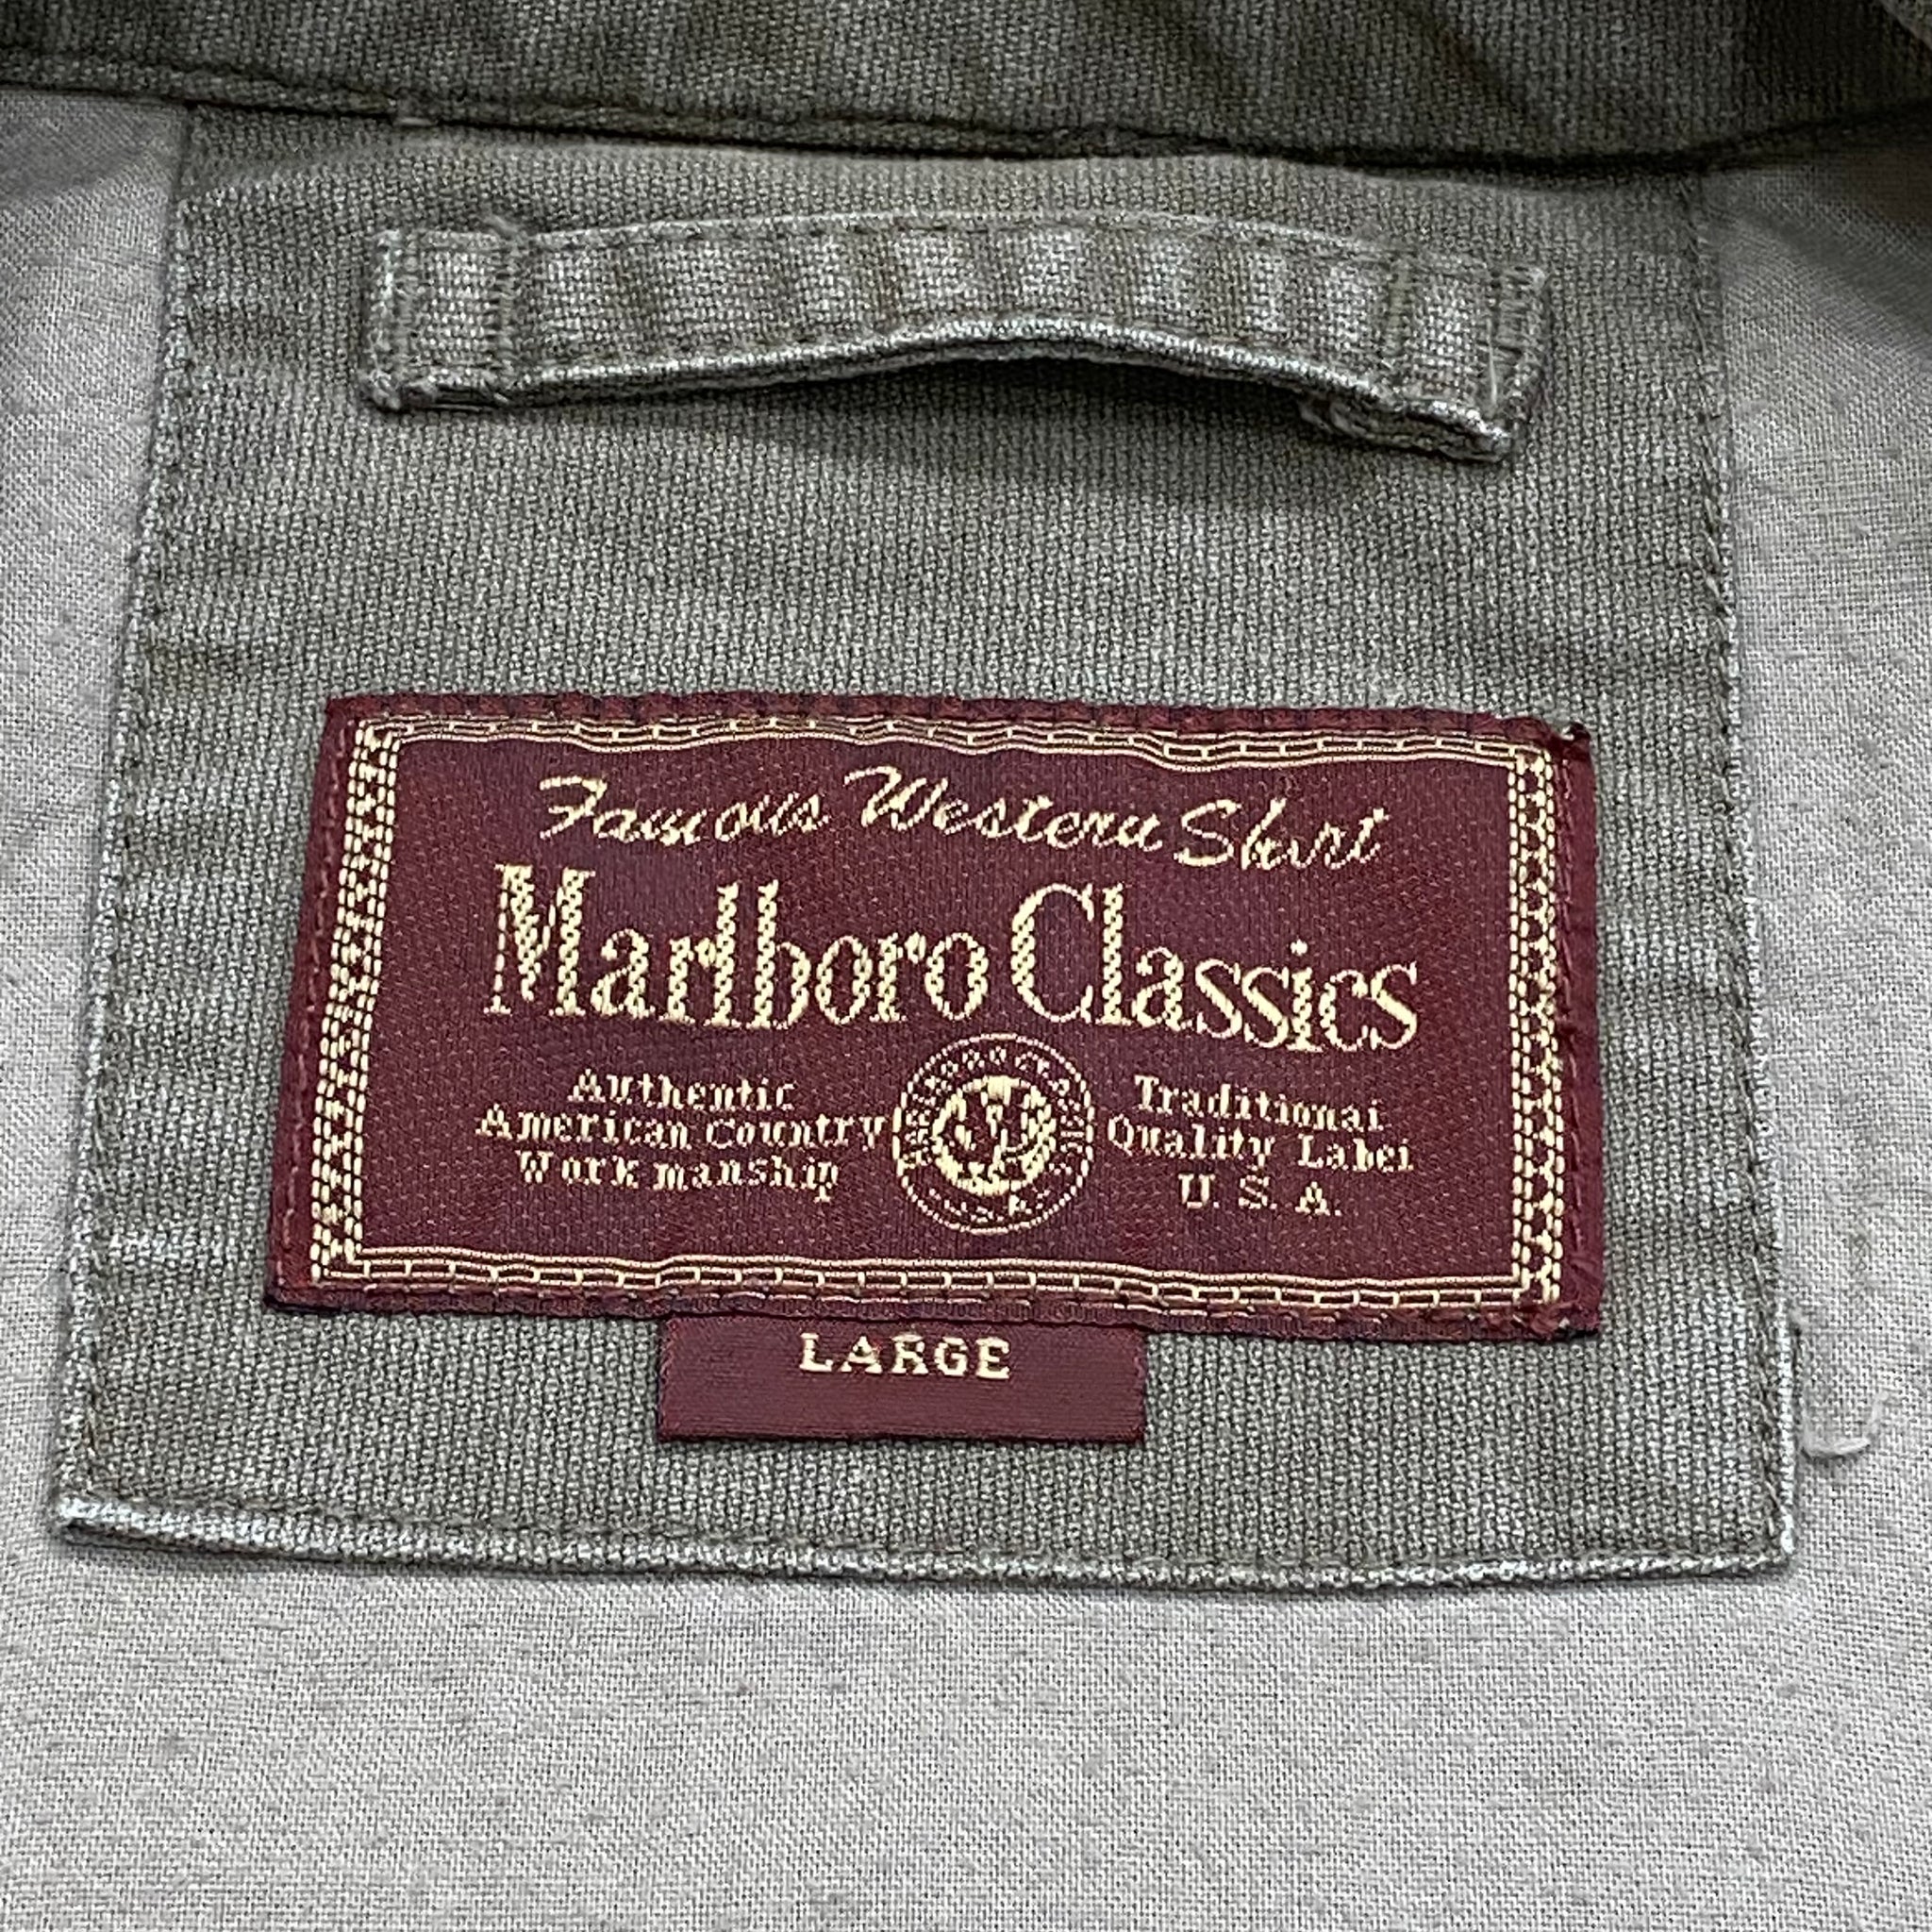 Famous Western Shirt
Marlboro Classics
Authentic
American Country
Workmanship
Traditional
Quality Label
U.S.A.
LARGE